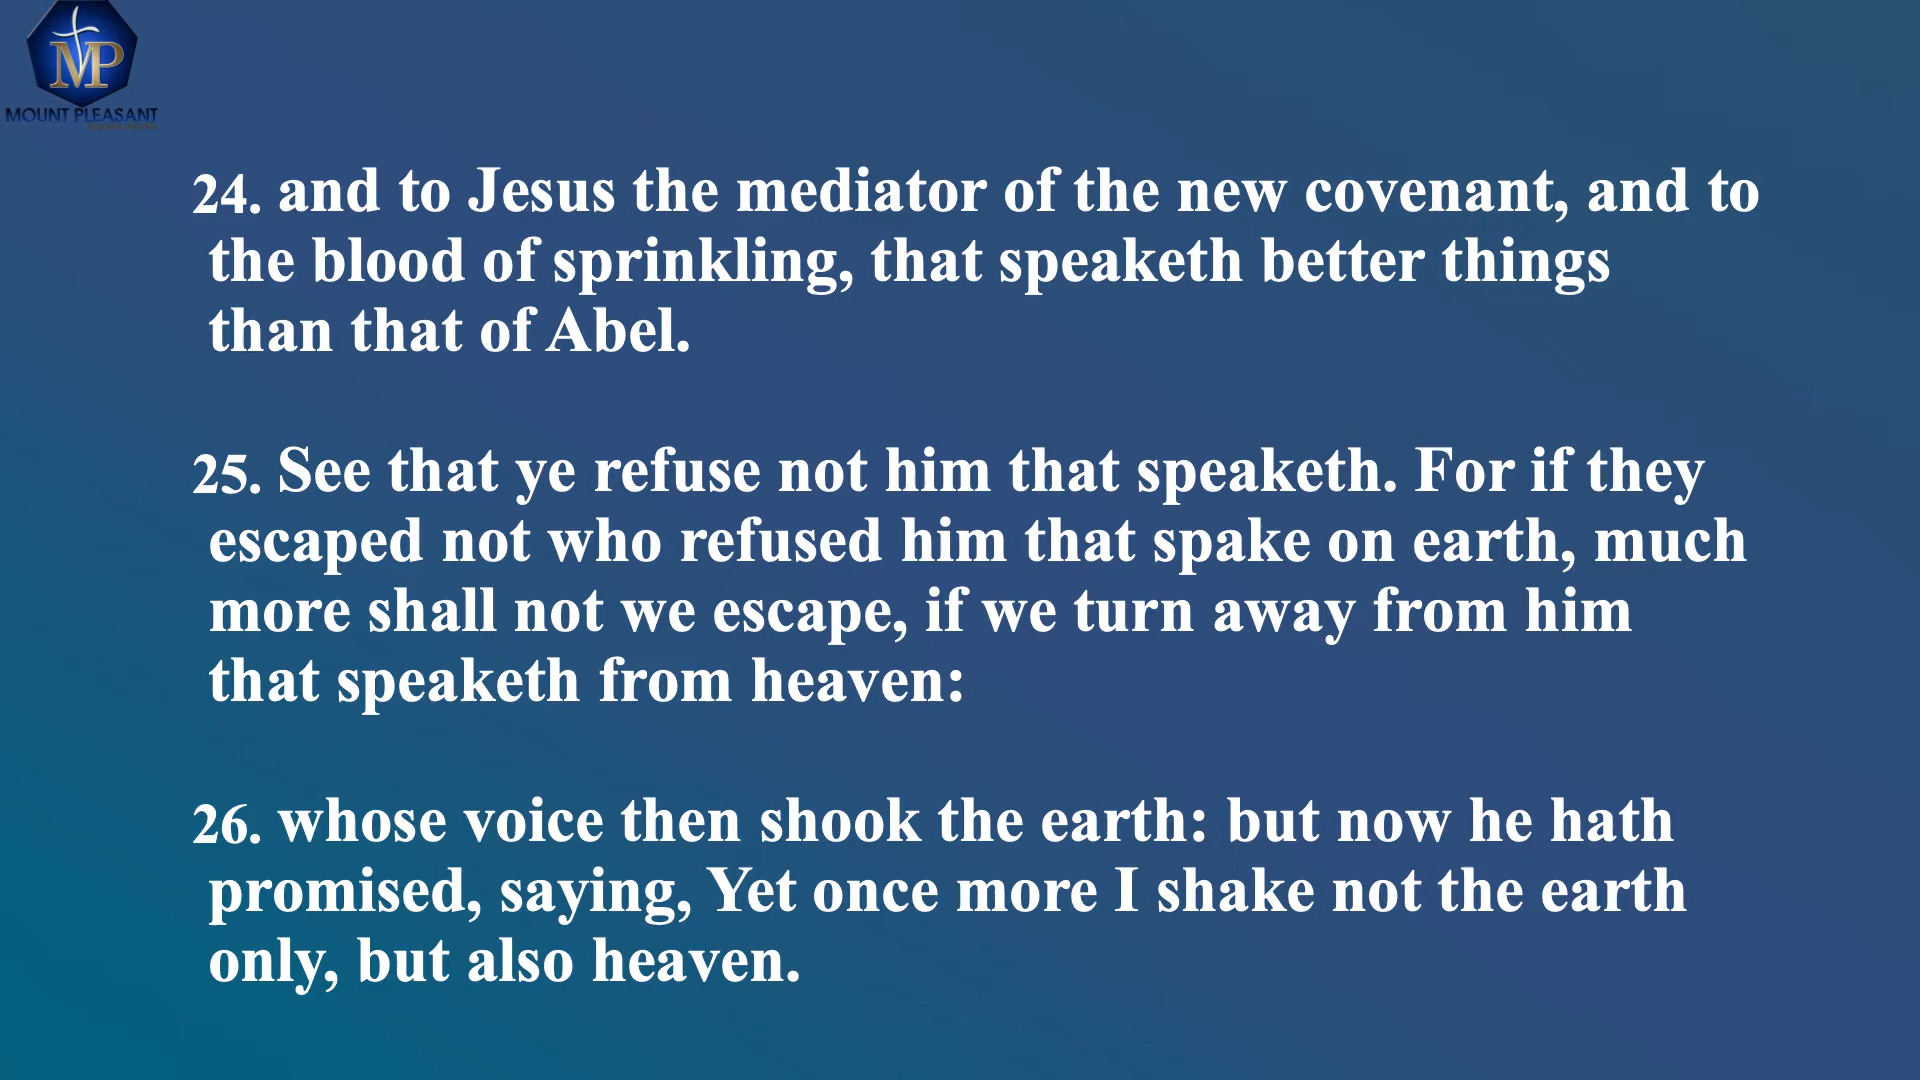 MP
MOUNT PLEASANT
24. and to Jesus the mediator of the new covenant, and to
the blood of sprinkling, that speaketh better things
than that of Abel.
25. See that ye refuse not him that speaketh. For if they
escaped not who refused him that spake on earth, much
more shall not we escape, if we turn away from him
that speaketh from heaven:
26. whose voice then shook the earth: but now he hath
promised, saying, Yet once more I shake not the earth
only, but also heaven.